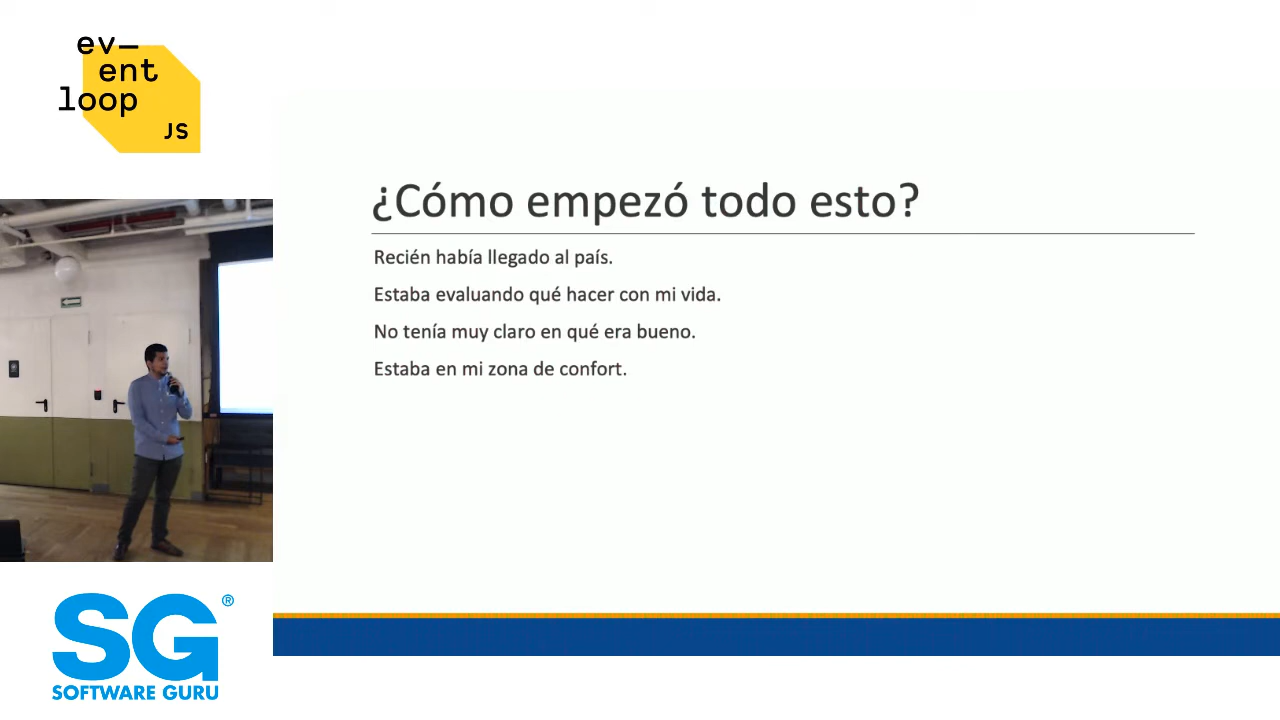 ev—
ent
loop
JS
¿Cómo empezó todo esto?
Recién había llegado al país.
Estaba evaluando qué hacer con mi vida.
No tenía muy claro en qué era bueno.
Estaba en mi zona de confort.
SG®
SOFTWARE GURU